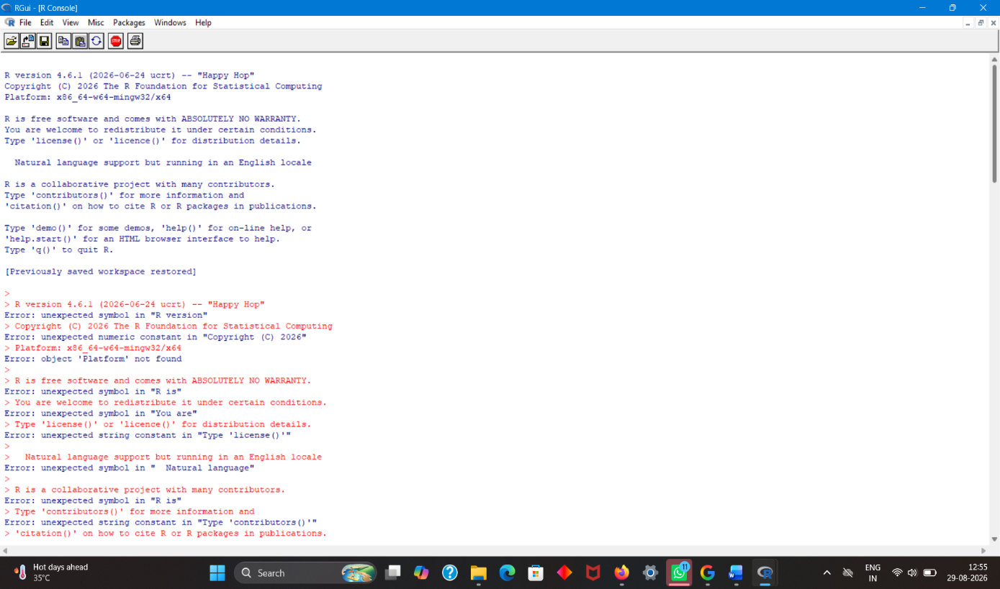 RGui - [R Console]
File Edit View Misc Packages Windows Help
STOP
R version 4.6.1 (2026-06-24 ucrt) -- "Happy Hop"
Copyright (C) 2026 The R Foundation for Statistical Computing
Platform: x86_64-w64-mingw32/x64
R is free software and comes with ABSOLUTELY NO WARRANTY.
You are welcome to redistribute it under certain conditions.
Type 'license()' or 'licence()' for distribution details.
  Natural language support but running in an English locale
R is a collaborative project with many contributors.
Type 'contributors()' for more information and
'citation()' on how to cite R or R packages in publications.
Type 'demo()' for some demos, 'help()' for on-line help, or
'help.start()' for an HTML browser interface to help.
Type 'q()' to quit R.
[Previously saved workspace restored]
>
> R version 4.6.1 (2026-06-24 ucrt) -- "Happy Hop"
Error: unexpected symbol in "R version"
> Copyright (C) 2026 The R Foundation for Statistical Computing
Error: unexpected numeric constant in "Copyright (C) 2026"
> Platform: x86_64-w64-mingw32/x64
Error: object 'Platform' not found
>
> R is free software and comes with ABSOLUTELY NO WARRANTY.
Error: unexpected symbol in "R is"
> You are welcome to redistribute it under certain conditions.
Error: unexpected symbol in "You are"
> Type 'license()' or 'licence()' for distribution details.
Error: unexpected string constant in "Type 'license()'"
>
>   Natural language support but running in an English locale
Error: unexpected symbol in "  Natural language"
>
> R is a collaborative project with many contributors.
Error: unexpected symbol in "R is"
> Type 'contributors()' for more information and
Error: unexpected string constant in "Type 'contributors()'"
> 'citation()' on how to cite R or R packages in publications.
Hot days ahead
35°C
Search
11
ENG
IN
12:55
29-08-2026